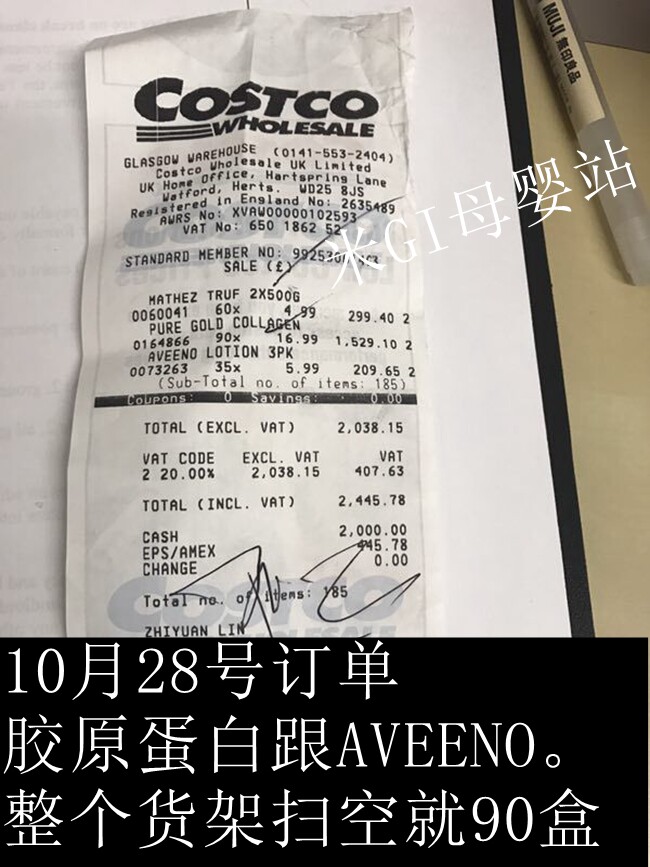 COSTCO
WHOLESALE
GLASGOW WAREHOUSE (0141-553-2404)
Costco Wholesale UK Limited
UK Home Office, Hartspring Lane
Watford, Herts. WD25 8JS
Registered in England No: 2635489
AWRS No: XVAW00000102593
VAT No: 650 1862 52
STANDARD MEMBER NO:
SALE (£)
MATHEZ TRUF 2X500G
0060041 60x 4.99 299.40 2
PURE GOLD COLLAGEN
0164866 90x 16.99 1,529.10 2
AVEENO LOTION 3PK
0073263 35x 5.99 209.65 2
(Sub-Total no. of items: 185)
Coupons: 0 Savings: 0.00
TOTAL (EXCL. VAT) 2,038.15
VAT CODE EXCL. VAT VAT
2 20.00% 2,038.15 407.63
TOTAL (INCL. VAT) 2,445.78
CASH 2,000.00
EPS/AMEX 445.78
CHANGE 0.00
Total no. of items: 185
ZHIYUAN LIN
MUJI 無印良品
米GI母婴站
10月28号订单
胶原蛋白跟AVEENO。
整个货架扫空就90盒